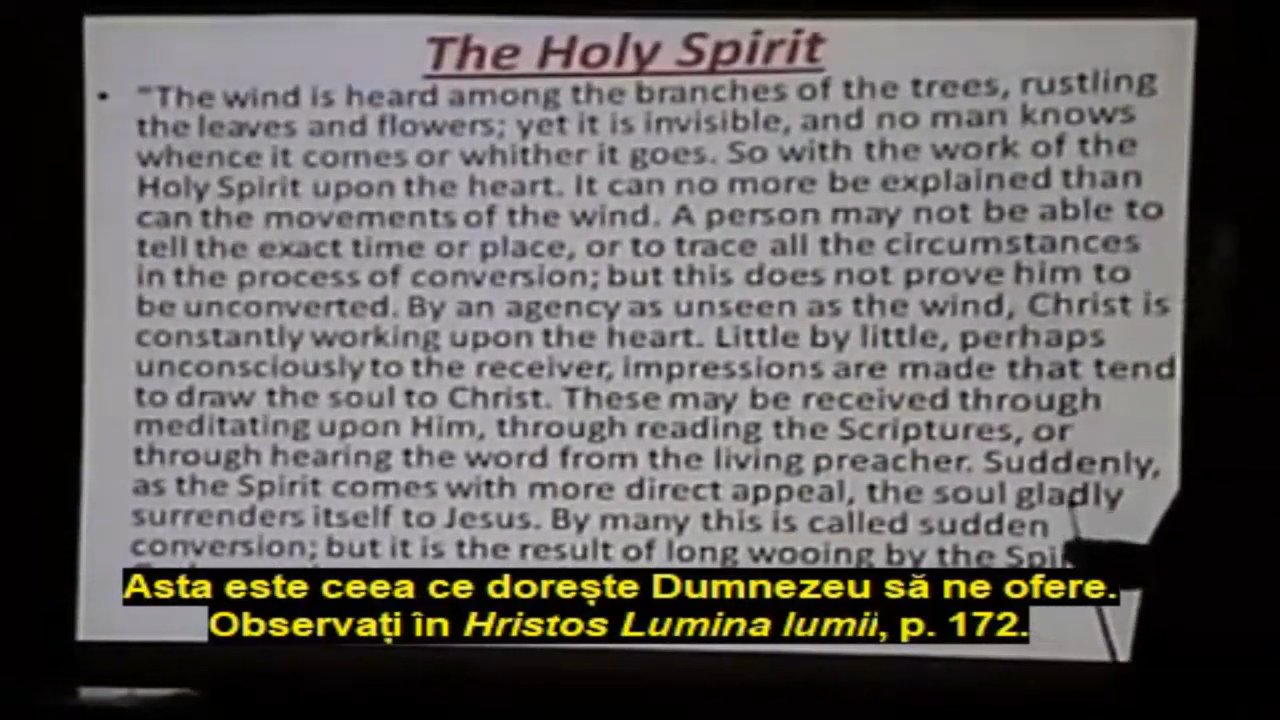 The Holy Spirit
• "The wind is heard among the branches of the trees, rustling
the leaves and flowers; yet it is invisible, and no man knows
whence it comes or whither it goes. So with the work of the
Holy Spirit upon the heart. It can no more be explained than
can the movements of the wind. A person may not be able to
tell the exact time or place, or to trace all the circumstances
in the process of conversion; but this does not prove him to
be unconverted. By an agency as unseen as the wind, Christ is
constantly working upon the heart. Little by little, perhaps
unconsciously to the receiver, impressions are made that tend
to draw the soul to Christ. These may be received through
meditating upon Him, through reading the Scriptures, or
through hearing the word from the living preacher. Suddenly,
as the Spirit comes with more direct appeal, the soul gladly
surrenders itself to Jesus. By many this is called sudden
conversion; but it is the result of long wooing by the Spi
Asta este ceea ce dorește Dumnezeu să ne ofere.
Observați în Hristos Lumina lumii, p. 172.